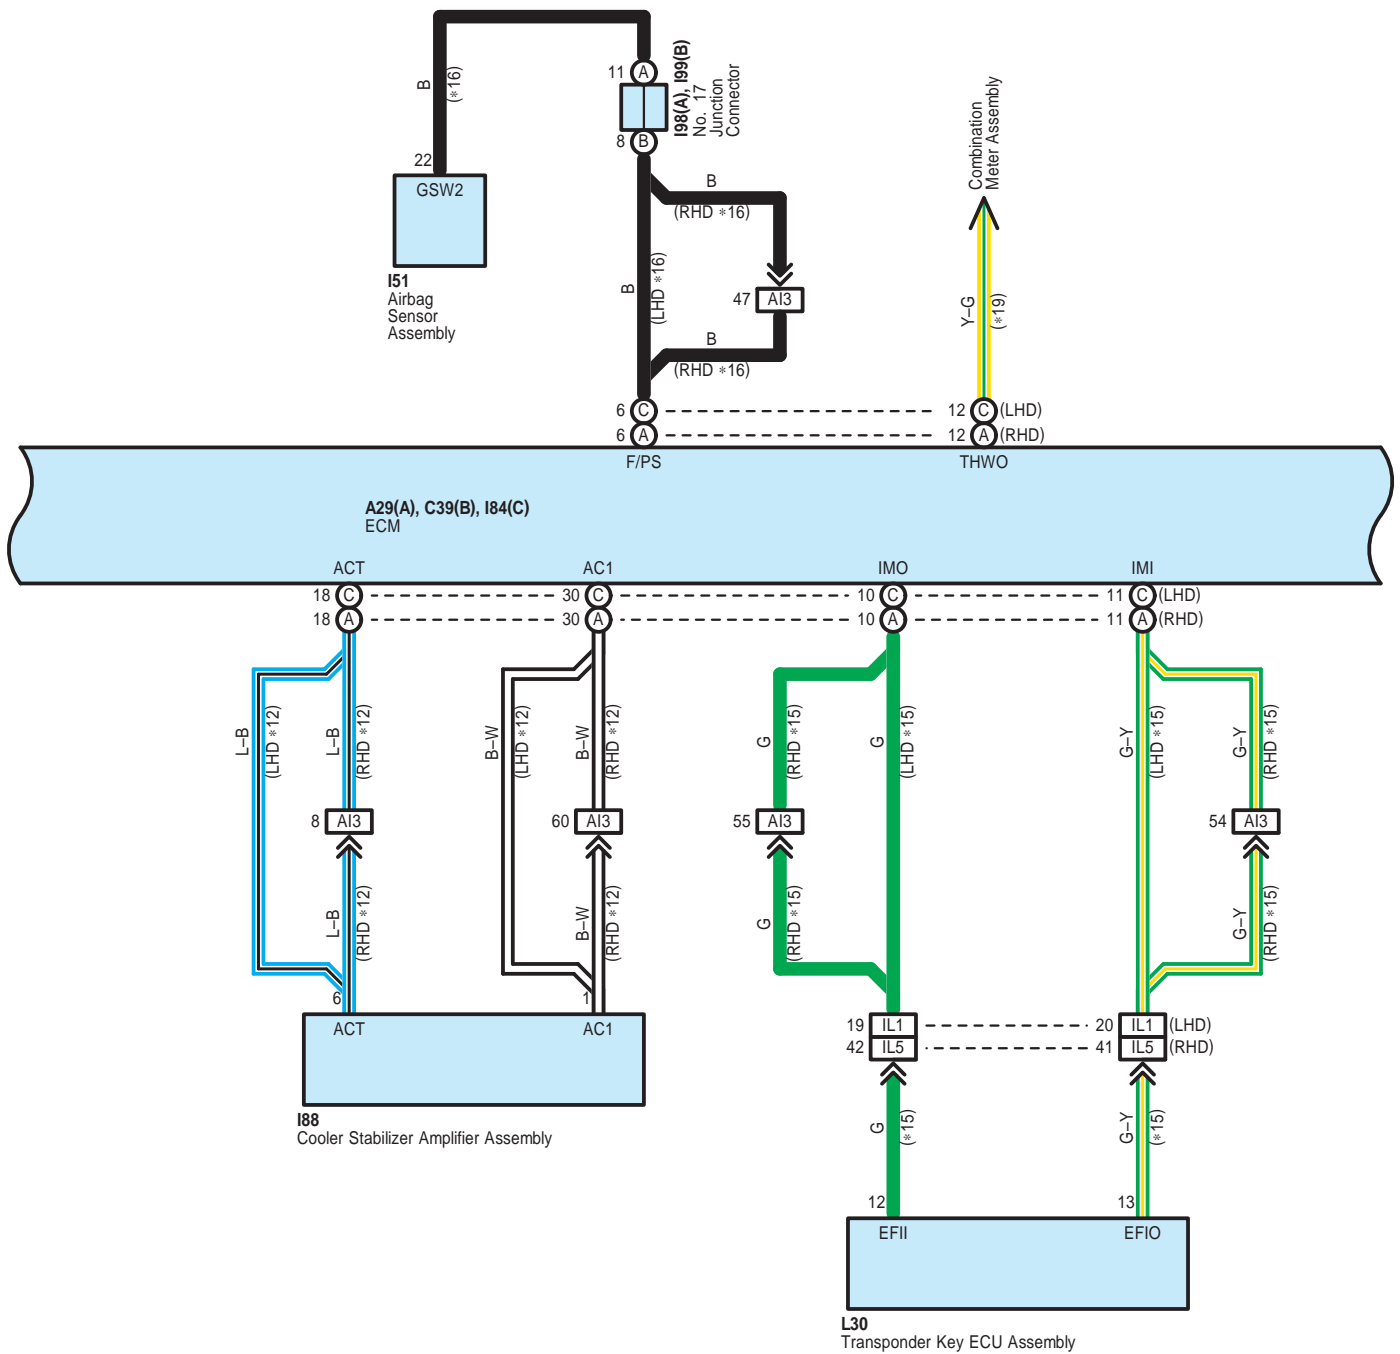 B
(*16)
11 A
I98(A), I99(B)
No. 17
Junction
Connector
8 B
22
GSW2
I51
Airbag
Sensor
Assembly
B
(RHD *16)
B
(LHD *16)
47 AI3
B
(RHD *16)
Combination
Meter Assembly
Y–G
(*19)
6 C
12 C (LHD)
6 A
12 A (RHD)
F/PS
THWO
A29(A), C39(B), I84(C)
ECM
ACT
AC1
IMO
IMI
18 C
30 C
10 C
11 C (LHD)
18 A
30 A
10 A
11 A (RHD)
L–B
(LHD *12)
L–B
(RHD *12)
B–W
(LHD *12)
B–W
(RHD *12)
G
(RHD *15)
G
(LHD *15)
G–Y
(LHD *15)
G–Y
(RHD *15)
8 AI3
60 AI3
55 AI3
54 AI3
L–B
(RHD *12)
B–W
(RHD *12)
G
(RHD *15)
G–Y
(RHD *15)
6
1
ACT
AC1
I88
Cooler Stabilizer Amplifier Assembly
19 IL1
20 IL1 (LHD)
42 IL5
41 IL5 (RHD)
G
(*15)
G–Y
(*15)
12
13
EFII
EFIO
L30
Transponder Key ECU Assembly